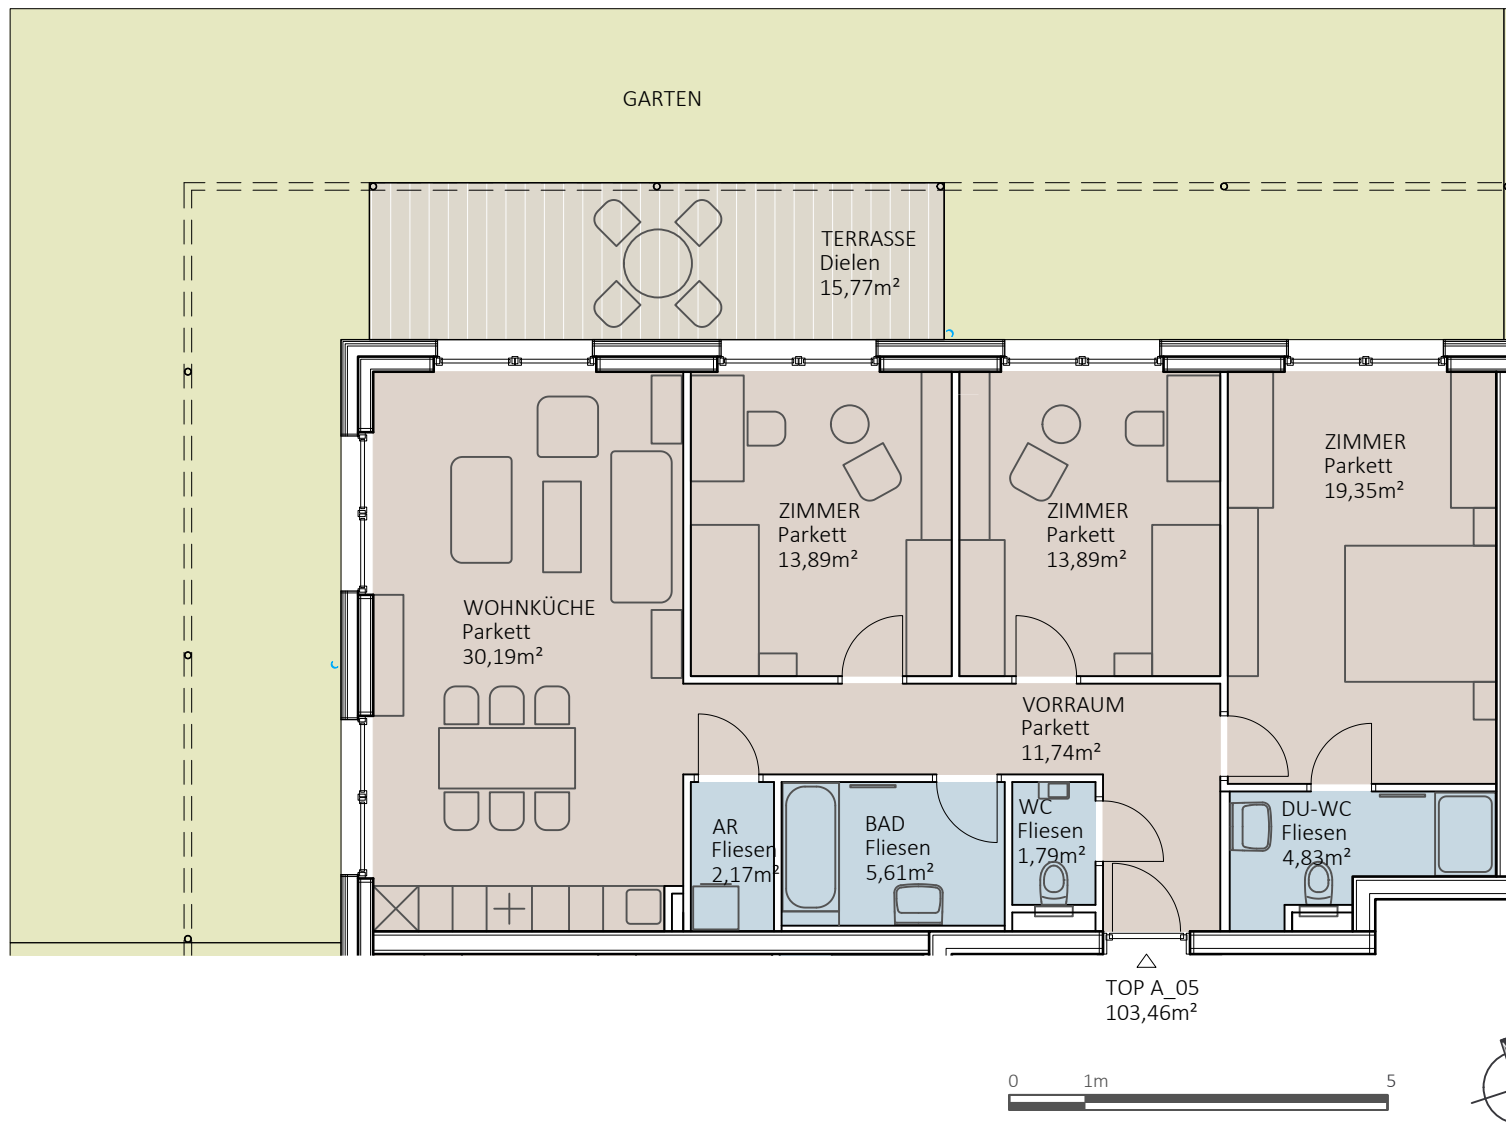 GARTEN
TERRASSE
Dielen
15,77m²
ZIMMER
Parkett
19,35m²
ZIMMER
Parkett
13,89m²
ZIMMER
Parkett
13,89m²
WOHNKÜCHE
Parkett
30,19m²
VORRAUM
Parkett
11,74m²
AR
Fliesen
2,17m²
BAD
Fliesen
5,61m²
WC
Fliesen
1,79m²
DU-WC
Fliesen
4,83m²
TOP A_05
103,46m²
0 1m 5